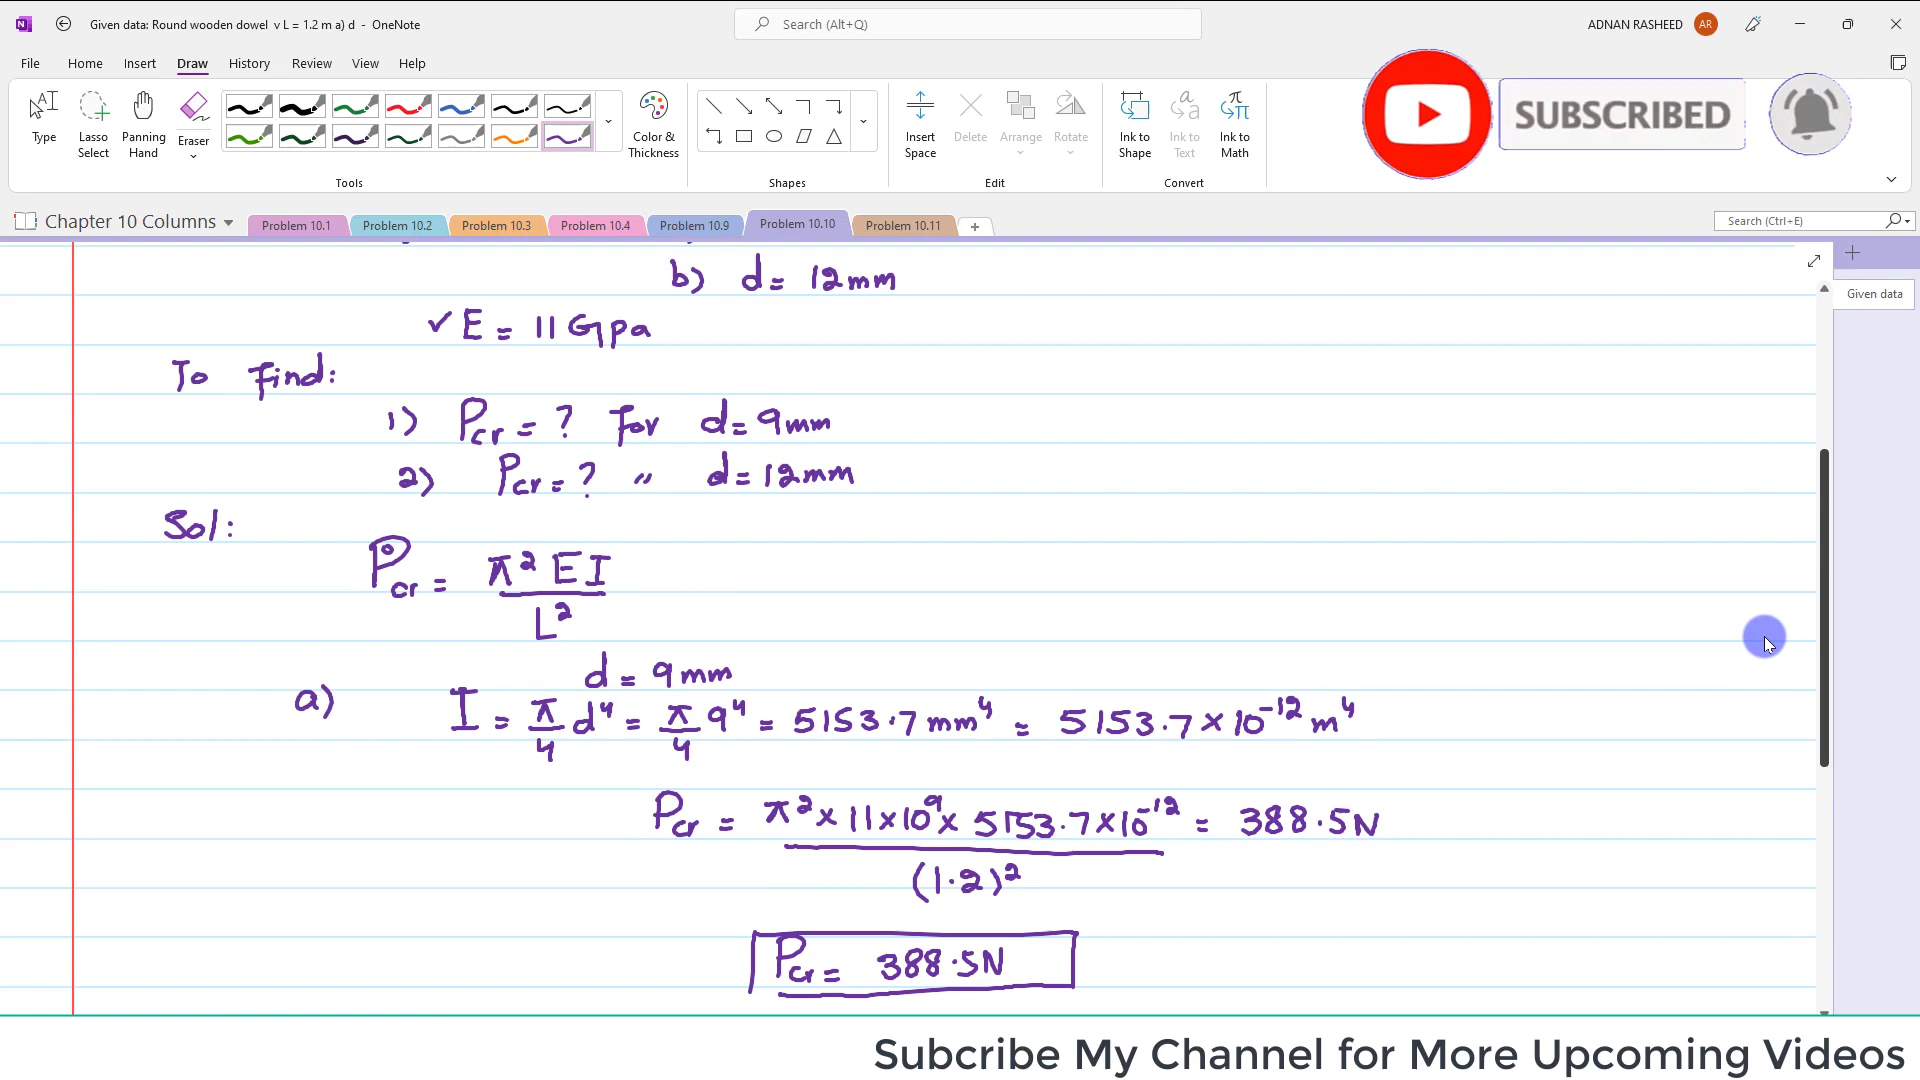 Given data: Round wooden dowel v L = 1.2 m a) d - OneNote
Search (Alt+Q)
ADNAN RASHEED AR
File Home Insert Draw History Review View Help
Type
Lasso Select
Panning Hand
Eraser
Color & Thickness
Insert Space
Delete
Arrange
Rotate
Ink to Shape
Ink to Text
Ink to Math
SUBSCRIBED
Tools Shapes Edit Convert
Chapter 10 Columns
Problem 10.1 Problem 10.2 Problem 10.3 Problem 10.4 Problem 10.9 Problem 10.10 Problem 10.11 +
Search (Ctrl+E)
Given data
b) d = 12mm
✓ E = 11 Gpa
To find:
1) Pcr = ? For d = 9mm
2) Pcr = ? " d = 12mm
Sol:
Pcr = π² EI
L²
d = 9mm
a) I = π/4 d⁴ = π/4 9⁴ = 5153.7 mm⁴ = 5153.7 × 10⁻¹² m⁴
Pcr = π² × 11 × 10⁹ × 5153.7 × 10⁻¹² = 388.5N
(1.2)²
Pcr = 388.5N
Subcribe My Channel for More Upcoming Videos